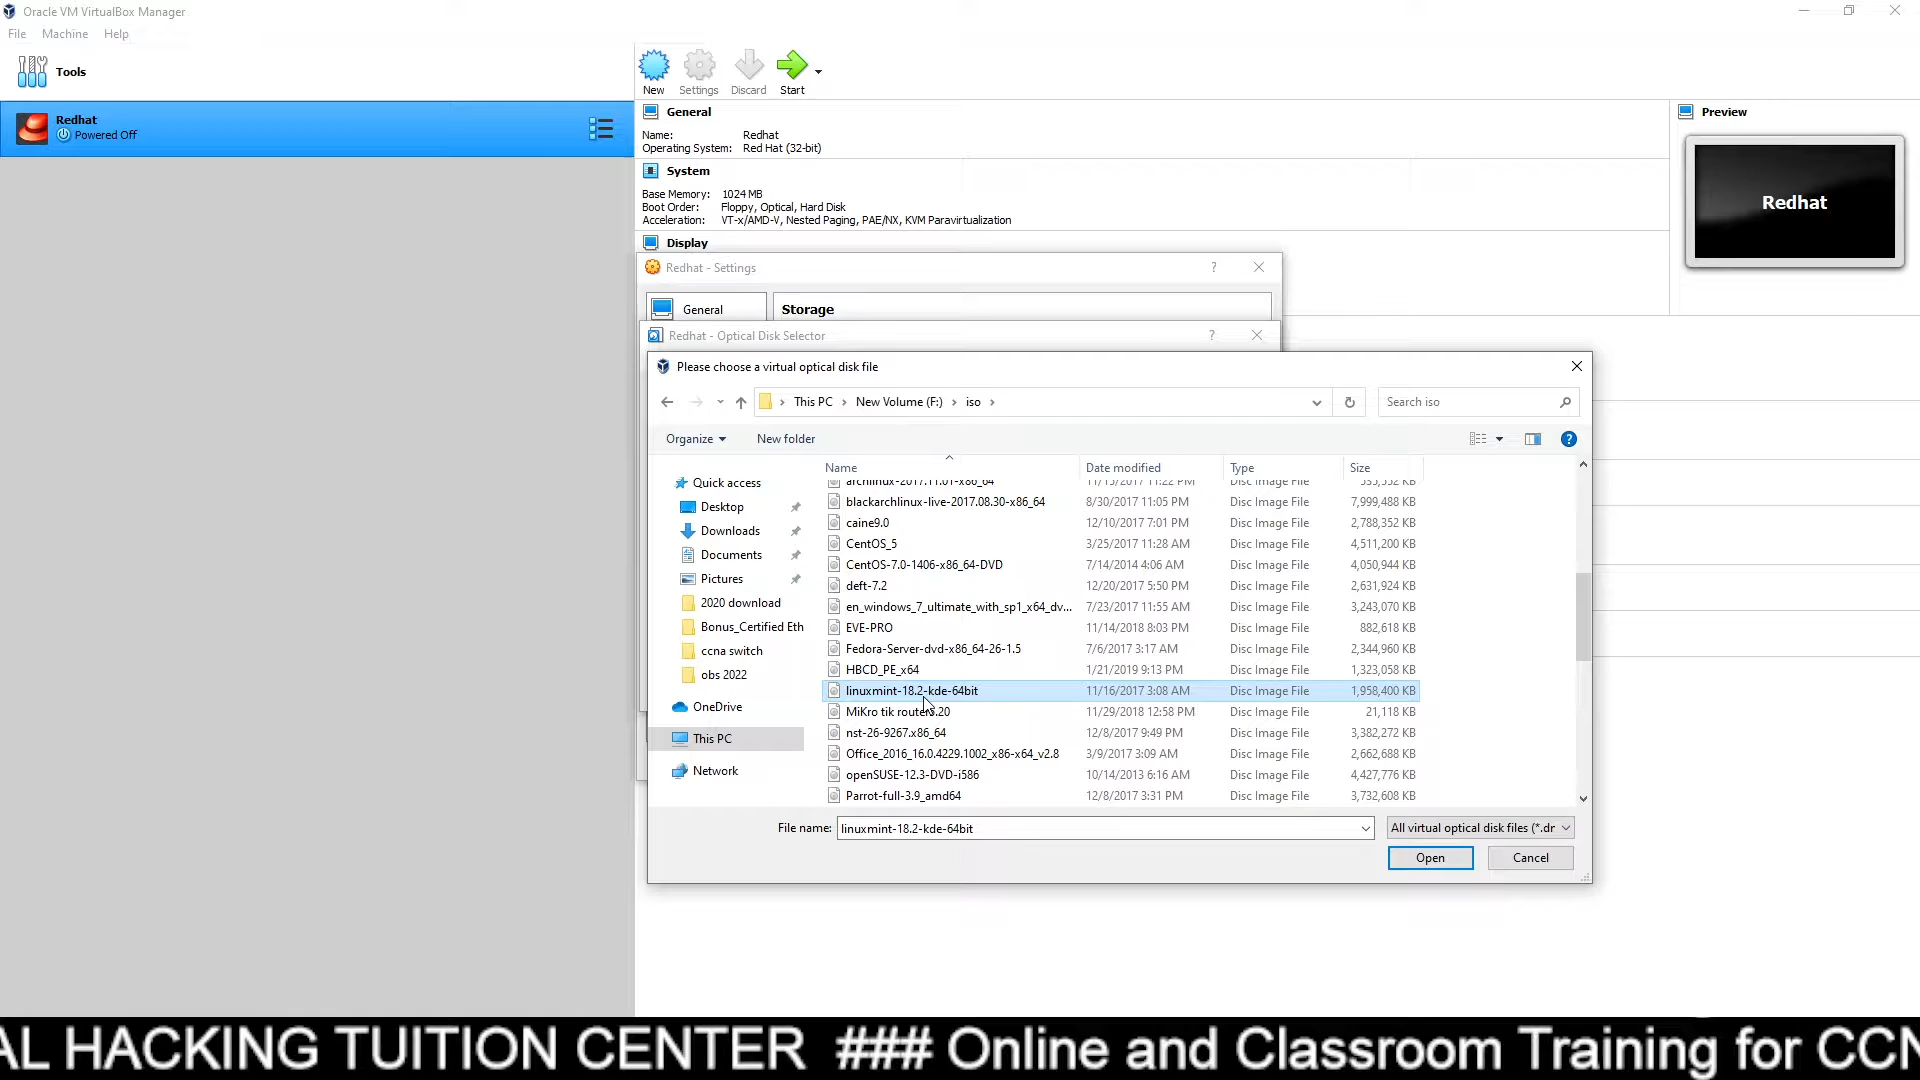 Oracle VM VirtualBox Manager
File Machine Help
Tools
Redhat
Powered Off
New Settings Discard Start
General
Name: Redhat
Operating System: Red Hat (32-bit)
System
Base Memory: 1024 MB
Boot Order: Floppy, Optical, Hard Disk
Acceleration: VT-x/AMD-V, Nested Paging, PAE/NX, KVM Paravirtualization
Display
Preview
Redhat
Redhat - Settings ?
General Storage
Redhat - Optical Disk Selector ?
Please choose a virtual optical disk file
This PC > New Volume (F:) > iso >
Search iso
Organize New folder
Quick access
Desktop
Downloads
Documents
Pictures
2020 download
Bonus_Certified Eth
ccna switch
obs 2022
OneDrive
This PC
Network
Name Date modified Type Size
archlinux-2017.11.01-x86_64 11/15/2017 11:22 PM Disc Image File 535,552 KB
blackarchlinux-live-2017.08.30-x86_64 8/30/2017 11:05 PM Disc Image File 7,999,488 KB
caine9.0 12/10/2017 7:01 PM Disc Image File 2,788,352 KB
CentOS_5 3/25/2017 11:28 AM Disc Image File 4,511,200 KB
CentOS-7.0-1406-x86_64-DVD 7/14/2014 4:06 AM Disc Image File 4,050,944 KB
deft-7.2 12/20/2017 5:50 PM Disc Image File 2,631,924 KB
en_windows_7_ultimate_with_sp1_x64_dv... 7/23/2017 11:55 AM Disc Image File 3,243,070 KB
EVE-PRO 11/14/2018 8:03 PM Disc Image File 882,618 KB
Fedora-Server-dvd-x86_64-26-1.5 7/6/2017 3:17 AM Disc Image File 2,344,960 KB
HBCD_PE_x64 1/21/2019 9:13 PM Disc Image File 1,323,058 KB
linuxmint-18.2-kde-64bit 11/16/2017 3:08 AM Disc Image File 1,958,400 KB
MiKro tik router5.20 11/29/2018 12:58 PM Disc Image File 21,118 KB
nst-26-9267.x86_64 12/8/2017 9:49 PM Disc Image File 3,382,272 KB
Office_2016_16.0.4229.1002_x86-x64_v2.8 3/9/2017 3:09 AM Disc Image File 2,662,688 KB
openSUSE-12.3-DVD-i586 10/14/2013 6:16 AM Disc Image File 4,427,776 KB
Parrot-full-3.9_amd64 12/8/2017 3:31 PM Disc Image File 3,732,608 KB
File name: linuxmint-18.2-kde-64bit
All virtual optical disk files (*.dr
Open Cancel
AL HACKING TUITION CENTER ### Online and Classroom Training for CCN